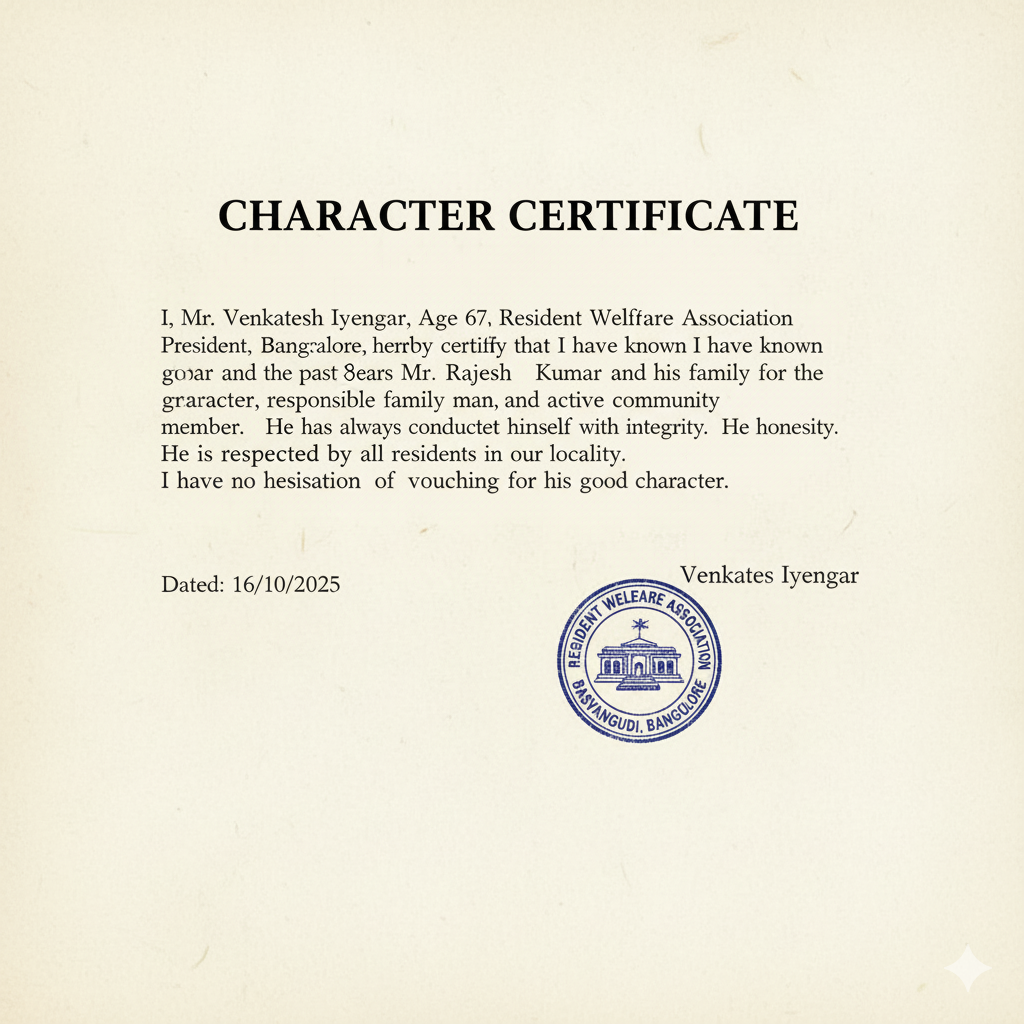 CHARACTER CERTIFICATE
I, Mr. Venkatesh Iyengar, Age 67, Resident Welffare Association
President, Bangralore, herrby certiffy that I have known I have known
and the past 8ears Mr. Rajesh Kumar and his family for the
graracter, responsible family man, and active community
member. He has always conductet hinself with integrity. He honesity.
He is respected by all residents in our locality.
I have no hesisation of vouching for his good character.
Venkates Iyengar
Dated: 16/10/2025
RESIDENT WELEARE ASSOCIATION
BASVANGUDI, BANGOLORE